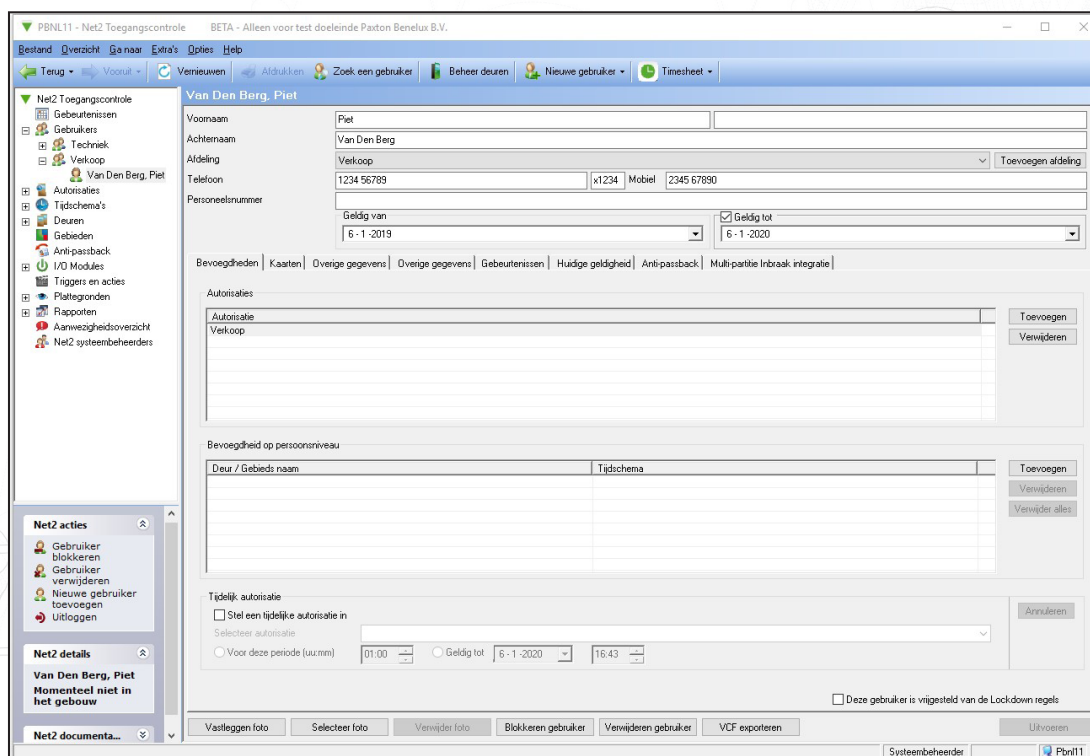 PBNL11 - Net2 Toegangscontrole BETA - Alleen voor test doeleinde Paxton Benelux B.V.
Bestand Overzicht Ga naar Extra's Opties Help
Terug Vooruit Vernieuwen Afdrukken Zoek een gebruiker Beheer deuren Nieuwe gebruiker Timesheet
Net2 Toegangscontrole
Gebeurtenissen
Gebruikers
Techniek
Verkoop
Van Den Berg, Piet
Autorisaties
Tijdschema's
Deuren
Gebieden
Anti-passback
I/O Modules
Triggers en acties
Plattegronden
Rapporten
Aanwezigheidsoverzicht
Net2 systeembeheerders
Net2 acties
Gebruiker
blokkeren
Gebruiker
verwijderen
Nieuwe gebruiker
toevoegen
Uitloggen
Net2 details
Van Den Berg, Piet
Momenteel niet in
het gebouw
Net2 documenta...
Van Den Berg, Piet
Voornaam Piet
Achternaam Van Den Berg
Afdeling Verkoop Toevoegen afdeling
Telefoon 1234 56789 x1234 Mobiel 2345 67890
Personeelsnummer
Geldig van Geldig tot
6 - 1 -2019 6 - 1 -2020
Bevoegdheden Kaarten Overige gegevens Overige gegevens Gebeurtenissen Huidige geldigheid Anti-passback Multi-partitie Inbraak integratie
Autorisaties
Autorisatie Toevoegen
Verkoop Verwijderen
Bevoegdheid op persoonsniveau
Deur / Gebieds naam Tijdschema Toevoegen
Verwijderen
Verwijder alles
Tijdelijk autorisatie
Stel een tijdelijke autorisatie in Annuleren
Selecteer autorisatie
Voor deze periode (uu:mm) 01:00 Geldig tot 6 - 1 -2020 16:43
Deze gebruiker is vrijgesteld van de Lockdown regels
Vastleggen foto Selecteer foto Verwijder foto Blokkeren gebruiker Verwijderen gebruiker VCF exporteren Uitvoeren
Systeembeheerder Pbnl11